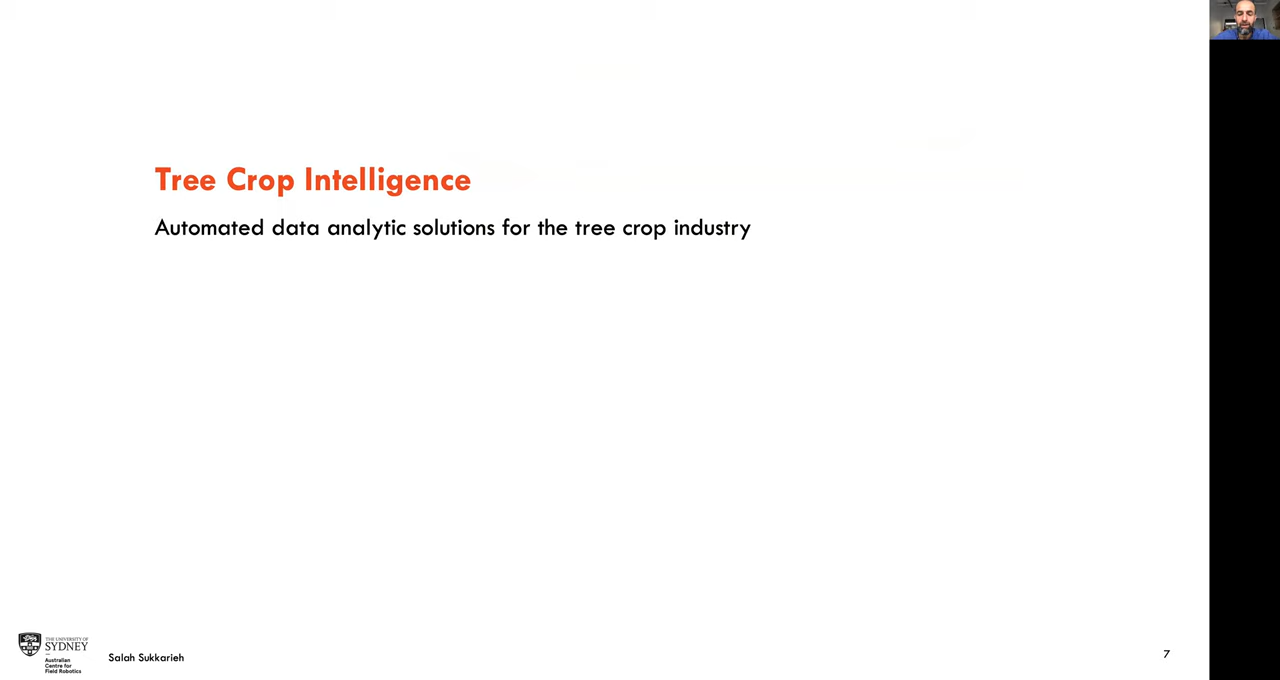 Tree Crop Intelligence
Automated data analytic solutions for the tree crop industry
THE UNIVERSITY OF
SYDNEY
Australian
Centre for
Field Robotics
Salah Sukkarieh
7